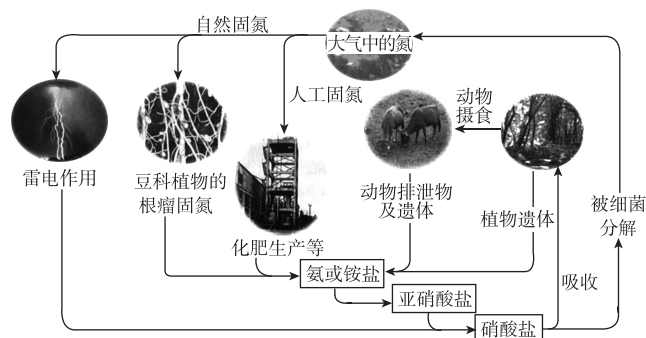 自然固氮
大气中的氮
人工固氮
动物
摄食
雷电作用
豆科植物的
根瘤固氮
动物排泄物
及遗体
植物遗体
被细菌
分解
化肥生产等
氨或铵盐
吸收
亚硝酸盐
硝酸盐